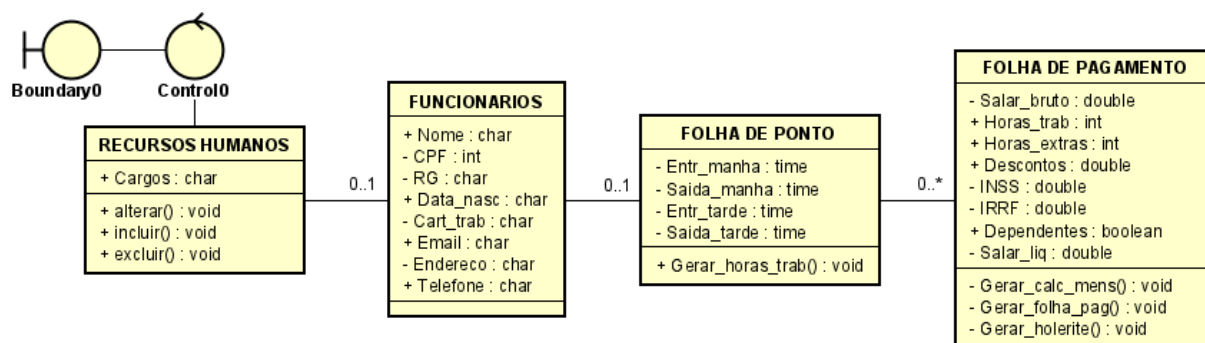 Boundary0
Control0
RECURSOS HUMANOS
+ Cargos : char
+ alterar() : void
+ incluir() : void
+ excluir() : void
0..1
FUNCIONARIOS
+ Nome : char
- CPF : int
- RG : char
+ Data_nasc : char
- Cart_trab : char
+ Email : char
- Endereco : char
+ Telefone : char
0..1
FOLHA DE PONTO
- Entr_manha : time
- Saida_manha : time
- Entr_tarde : time
- Saida_tarde : time
+ Gerar_horas_trab() : void
0..*
FOLHA DE PAGAMENTO
- Salar_bruto : double
+ Horas_trab : int
+ Horas_extras : int
+ Descontos : double
- INSS : double
- IRRF : double
+ Dependentes : boolean
- Salar_liq : double
- Gerar_calc_mens() : void
- Gerar_folha_pag() : void
- Gerar_holerite() : void